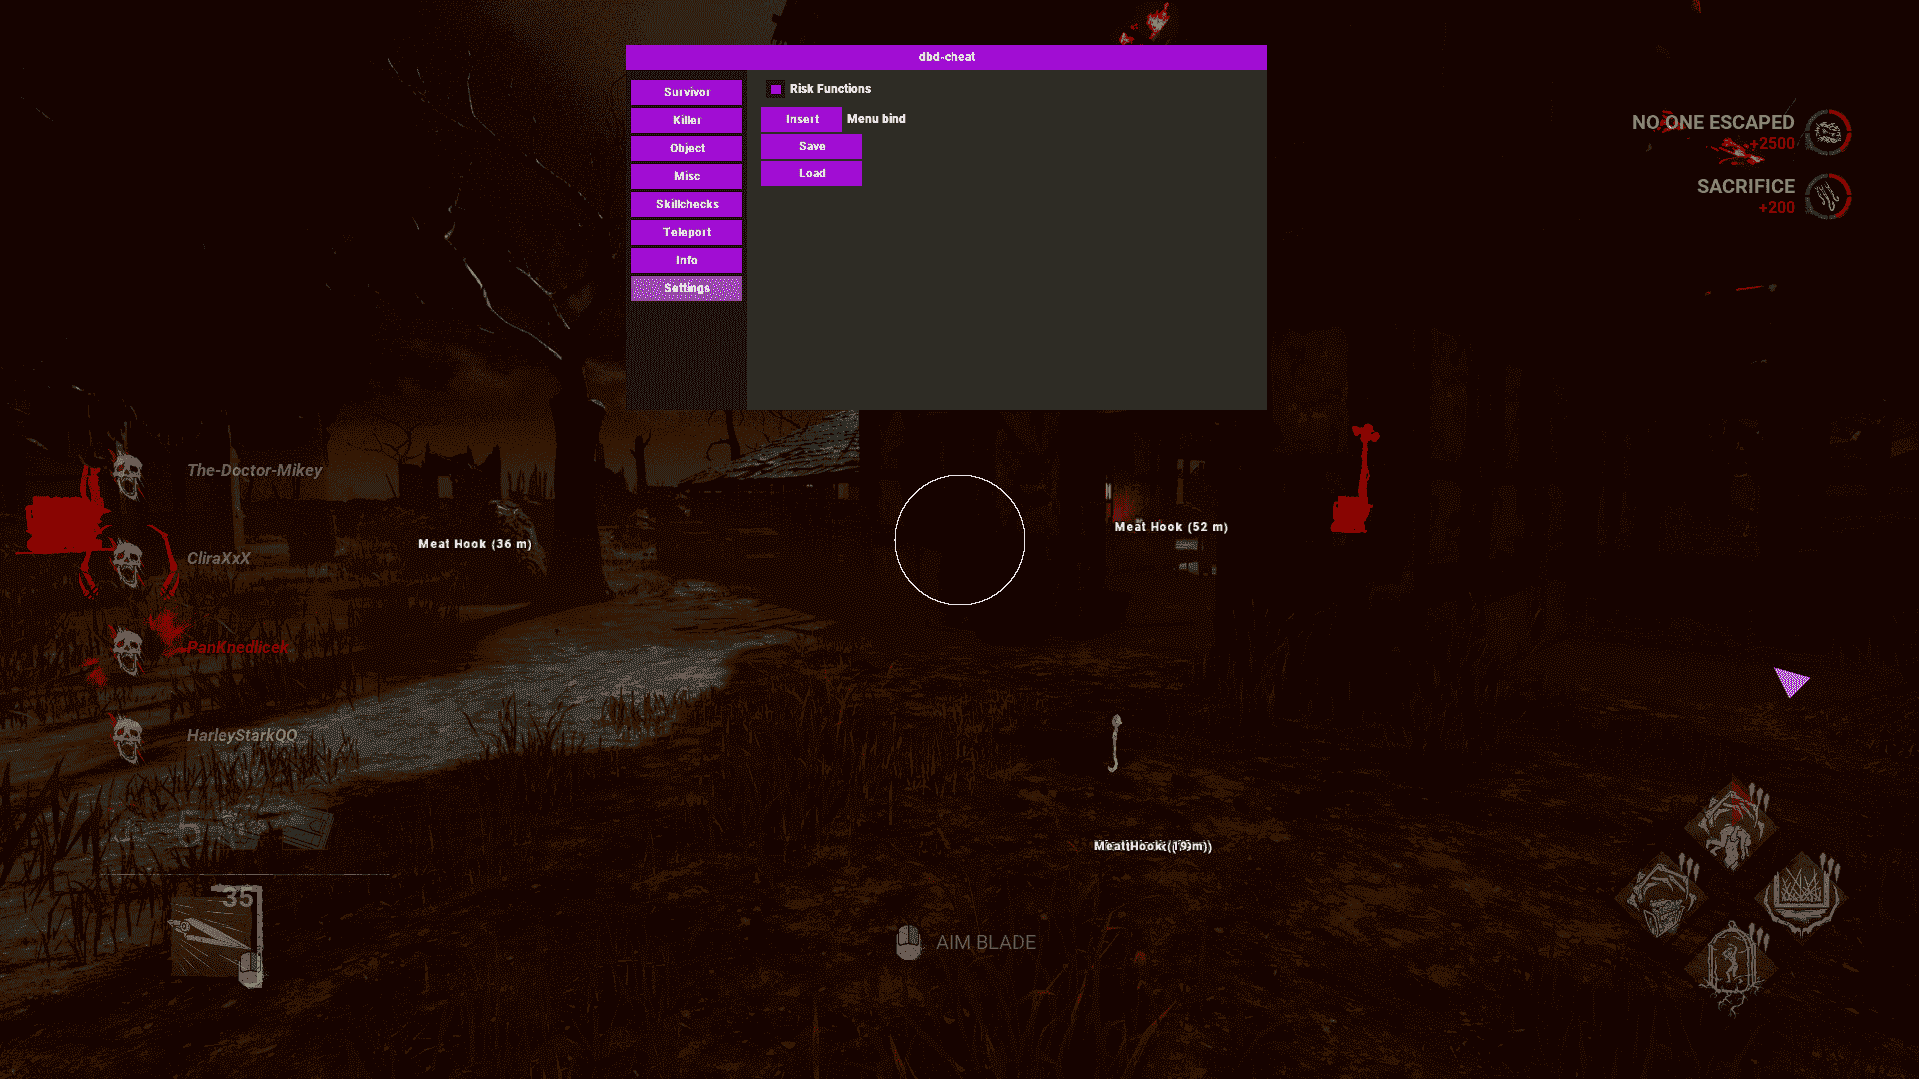 dbd-cheat
Survivor
Killer
Object
Misc
Skillchecks
Teleport
Info
Settings
Risk Functions
Insert Menu bind
Save
Load
NO ONE ESCAPED
+2500
SACRIFICE
+200
The-Doctor-Mikey
CliraXxX
PanKnedlicek
HarleyStarkOO
Meat Hook (36 m)
Meat Hook (52 m)
35
AIM BLADE